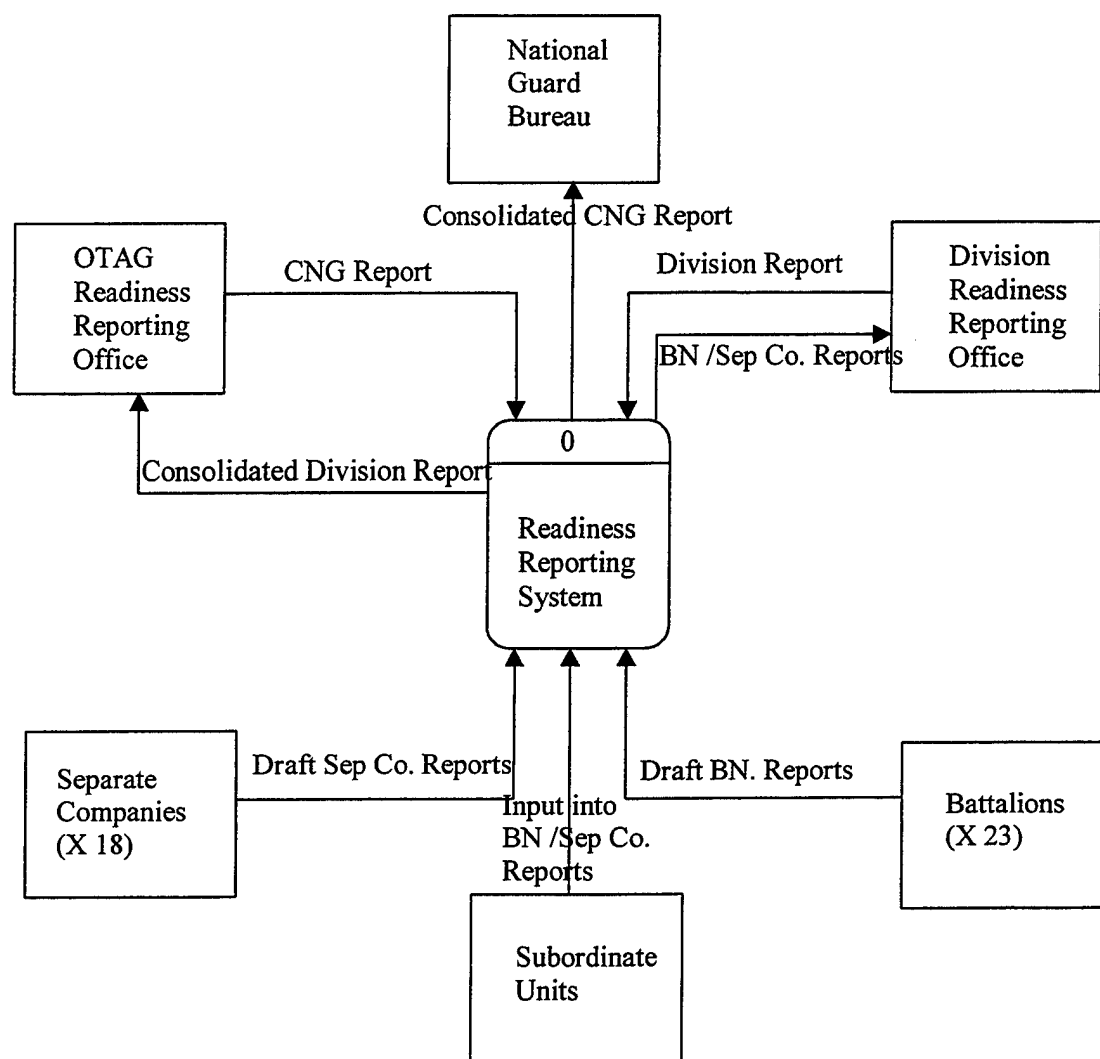 National
Guard
Bureau
Consolidated CNG Report
OTAG
Readiness
Reporting
Office
CNG Report
Division Report
Division
Readiness
Reporting
Office
BN /Sep Co. Reports
0
Consolidated Division Report
Readiness
Reporting
System
Separate
Companies
(X 18)
Draft Sep Co. Reports
Input into
BN /Sep Co.
Reports
Draft BN. Reports
Battalions
(X 23)
Subordinate
Units